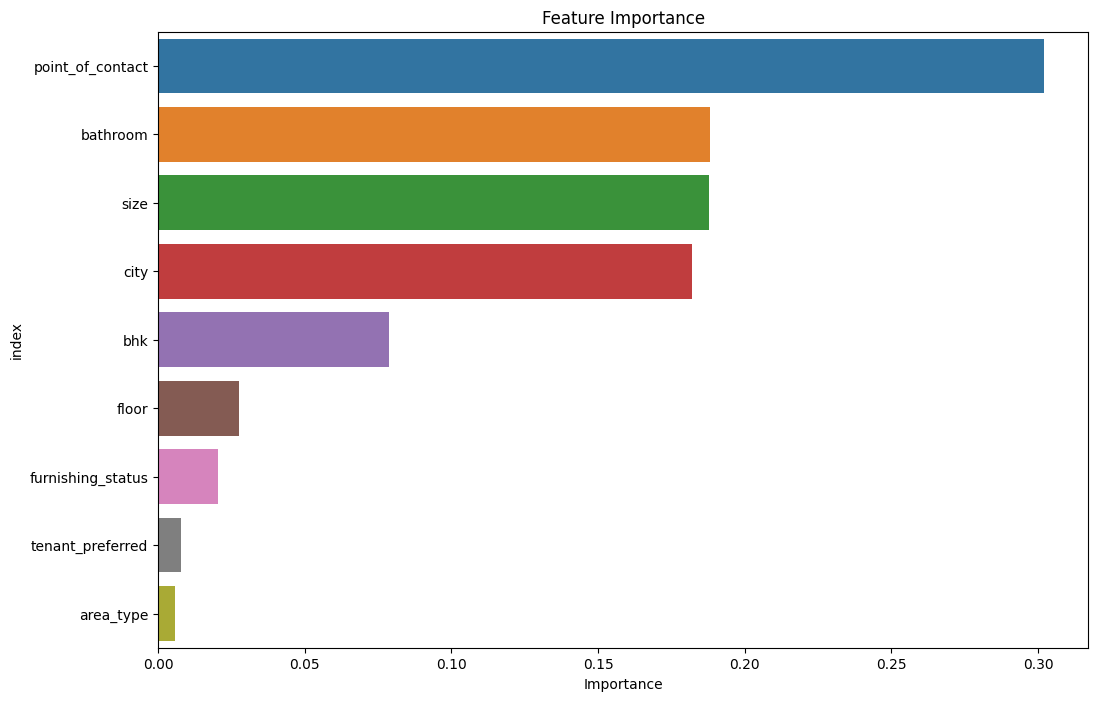 Feature Importance
point_of_contact
bathroom
size
city
bhk
floor
furnishing_status
tenant_preferred
area_type
index
0.00 0.05 0.10 0.15 0.20 0.25 0.30
Importance